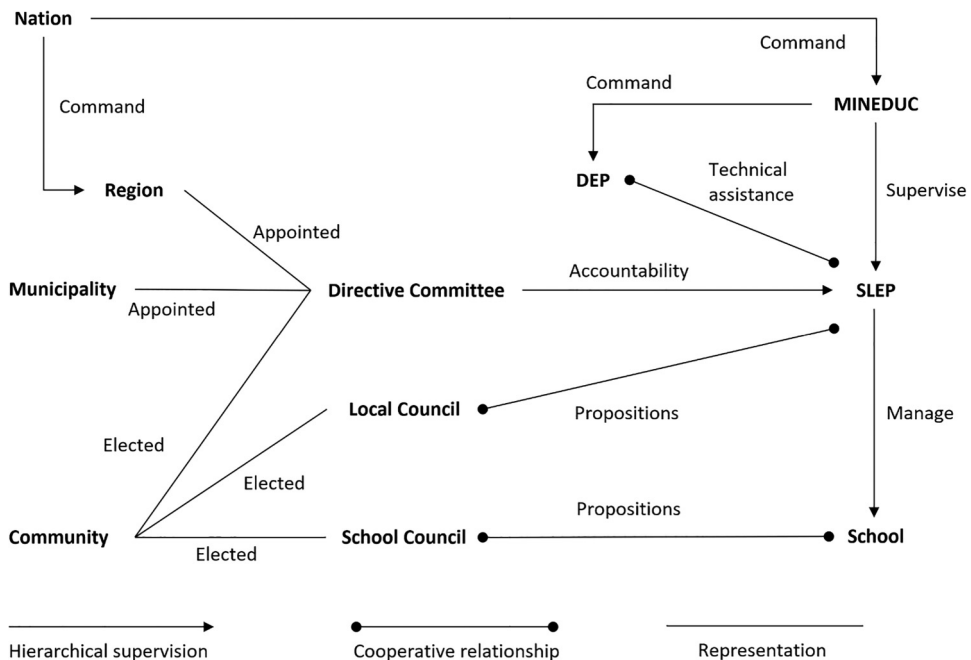 Nation
Command
MINEDUC
Command
Command
Region
DEP
Technical
assistance
Supervise
Appointed
Municipality
Appointed
Directive Committee
Accountability
SLEP
Local Council
Propositions
Manage
Elected
Elected
Community
Elected
School Council
Propositions
School
Hierarchical supervision
Cooperative relationship
Representation